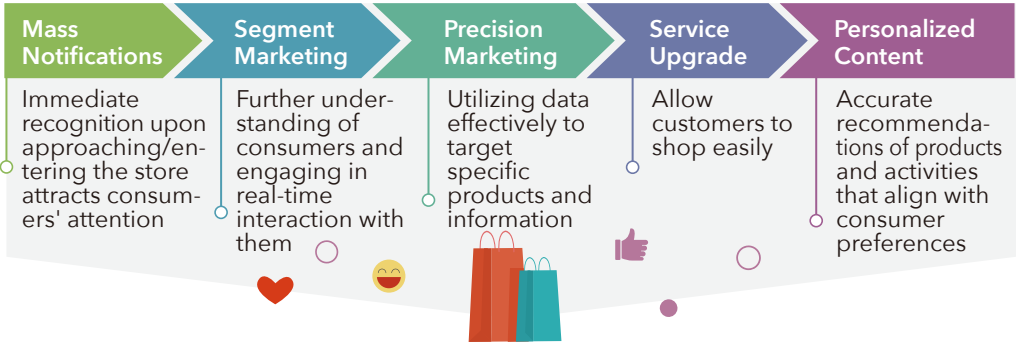 Mass
Notifications
Immediate
recognition upon
approaching/en-
tering the store
attracts consum-
ers' attention
Segment
Marketing
Further under-
standing of
consumers and
engaging in
real-time
interaction with
them
Precision
Marketing
Utilizing data
effectively to
target
specific
products and
information
Service
Upgrade
Allow
customers to
shop easily
Personalized
Content
Accurate
recommenda-
tions of products
and activities
that align with
consumer
preferences